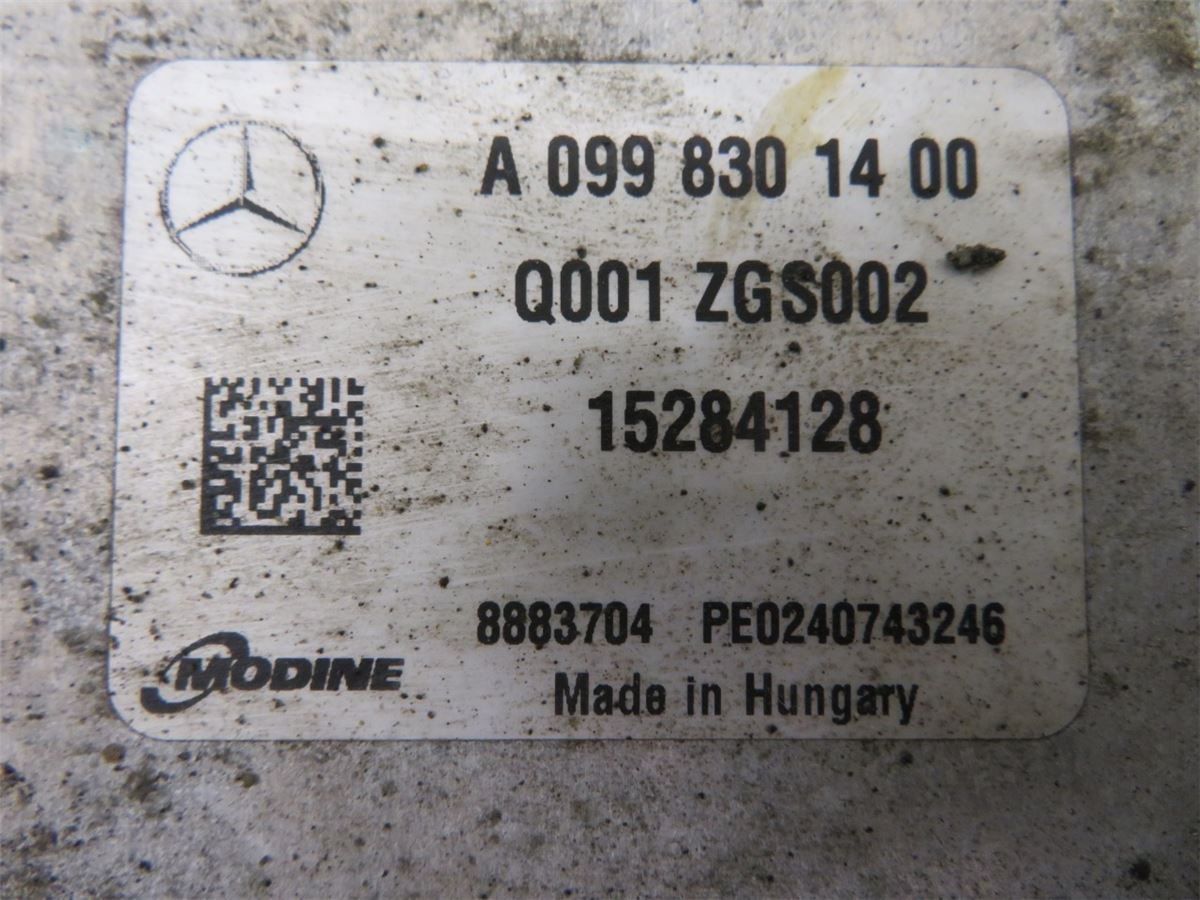 A 099 830 14 00
Q001 ZGS002
15284128
8883704 PE0240743246
MODINE
Made in Hungary